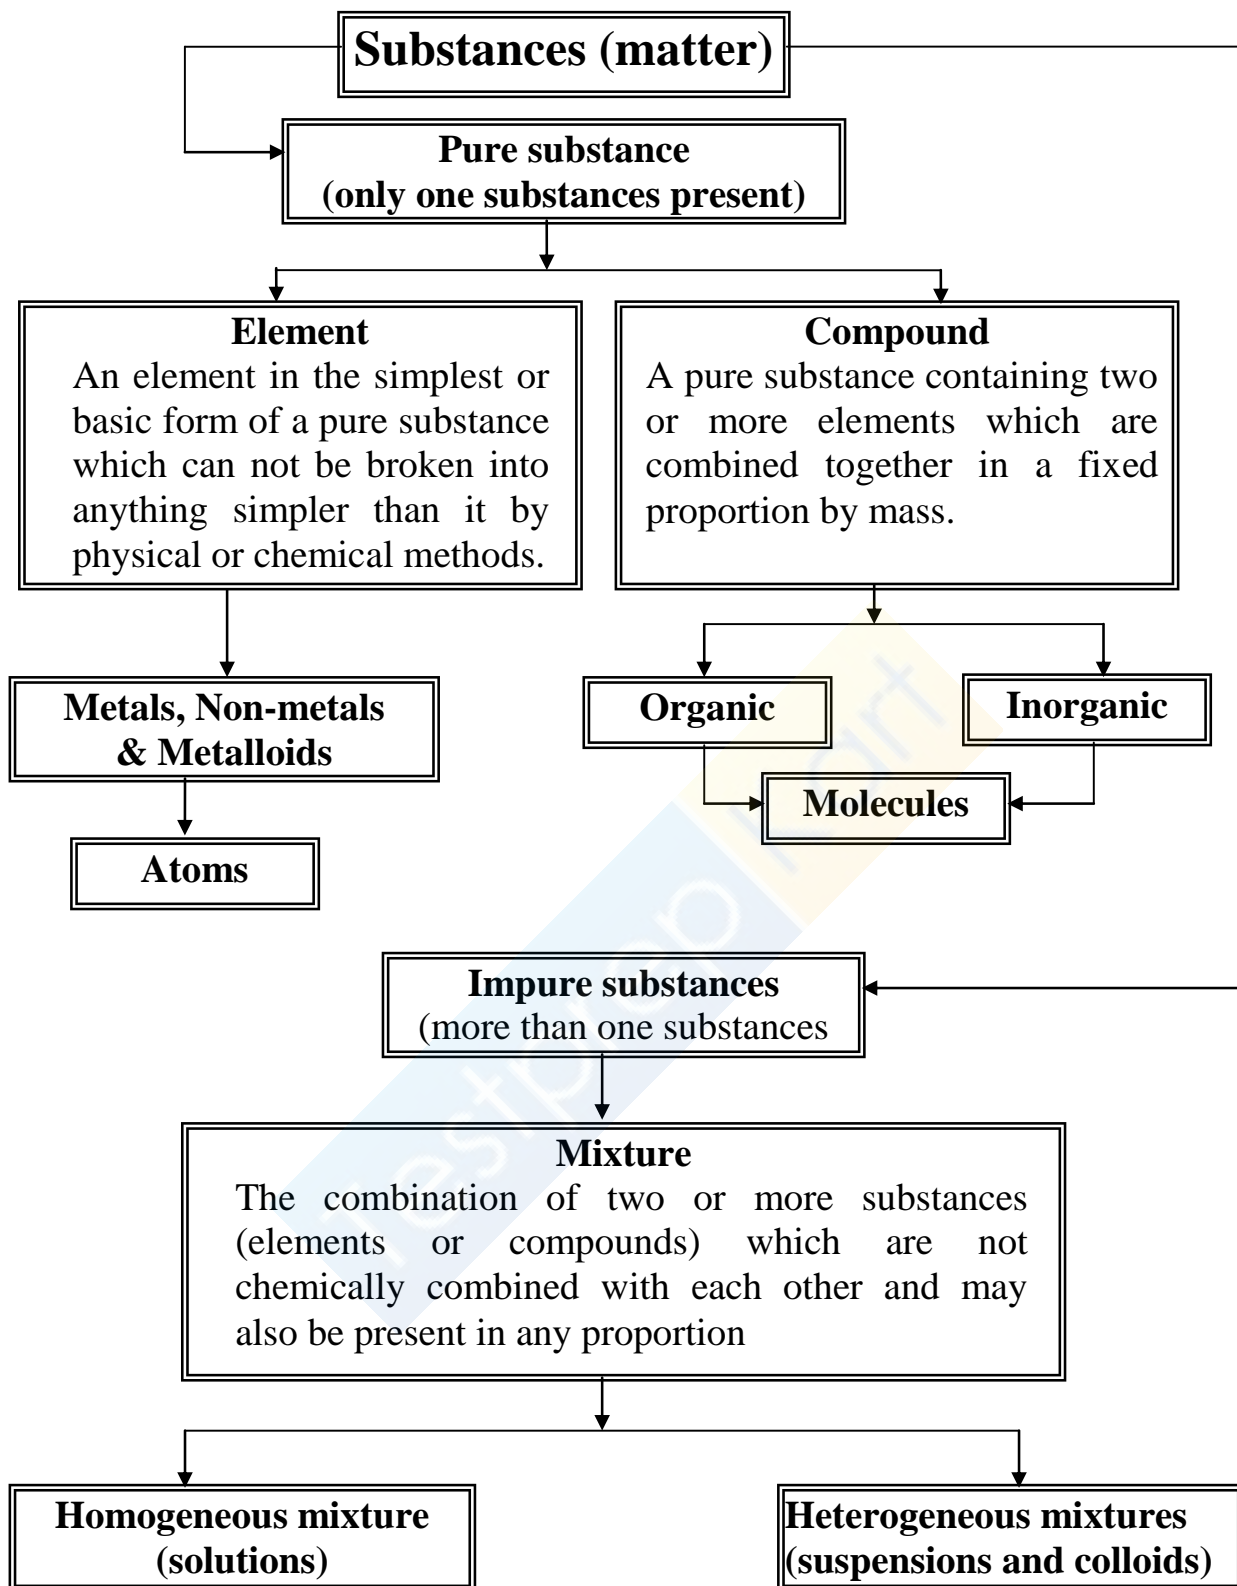 Substances (matter)
Pure substance
(only one substances present)
Element
An element in the simplest or
basic form of a pure substance
which can not be broken into
anything simpler than it by
physical or chemical methods.
Compound
A pure substance containing two
or more elements which are
combined together in a fixed
proportion by mass.
Metals, Non-metals
& Metalloids
Organic
Inorganic
Molecules
Atoms
Impure substances
(more than one substances
Mixture
The combination of two or more substances
(elements or compounds) which are not
chemically combined with each other and may
also be present in any proportion
Homogeneous mixture
(solutions)
Heterogeneous mixtures
(suspensions and colloids)
Testprep Kart